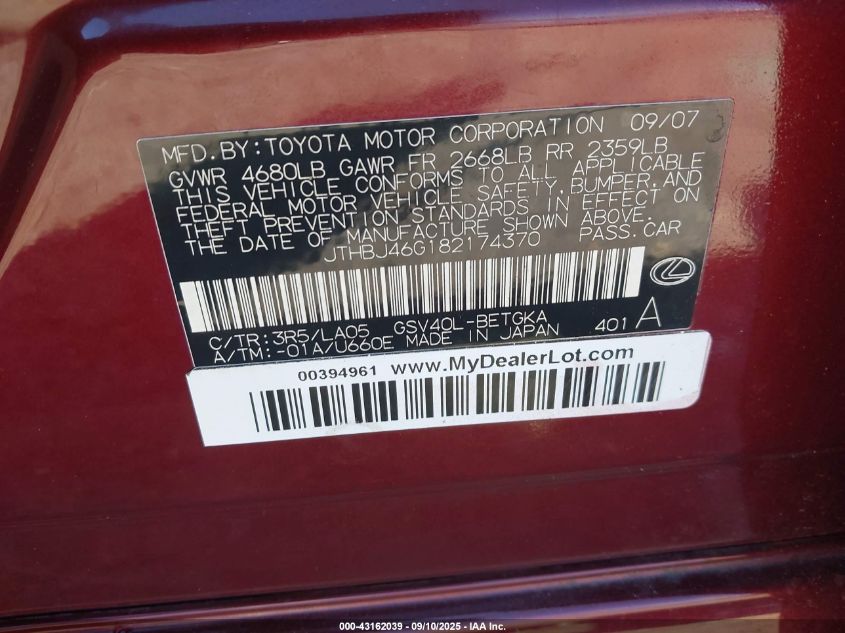 MFD. BY: TOYOTA MOTOR CORPORATION 09/07
GVWR 4680LB GAWR FR 2668LB RR 2359LB
THIS VEHICLE CONFORMS TO ALL APPLICABLE
FEDERAL MOTOR VEHICLE SAFETY, BUMPER, AND
THEFT PREVENTION STANDARDS IN EFFECT ON
THE DATE OF MANUFACTURE SHOWN ABOVE.
JTHBJ46G182174370 PASS.CAR
C/TR:3R5/LA05 GSV40L-BETGKA
A/TM:-01A/U660E MADE IN JAPAN 401 A
00394961 www.MyDealerLot.com
000-43162039 - 09/10/2025 - IAA Inc.